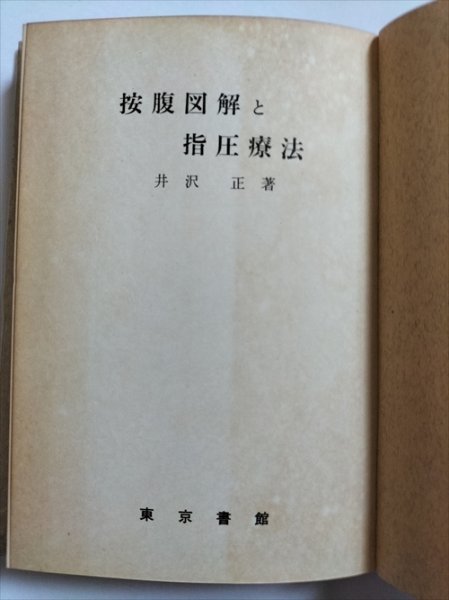 按腹図解と
指圧療法
井沢 正著
東京書館